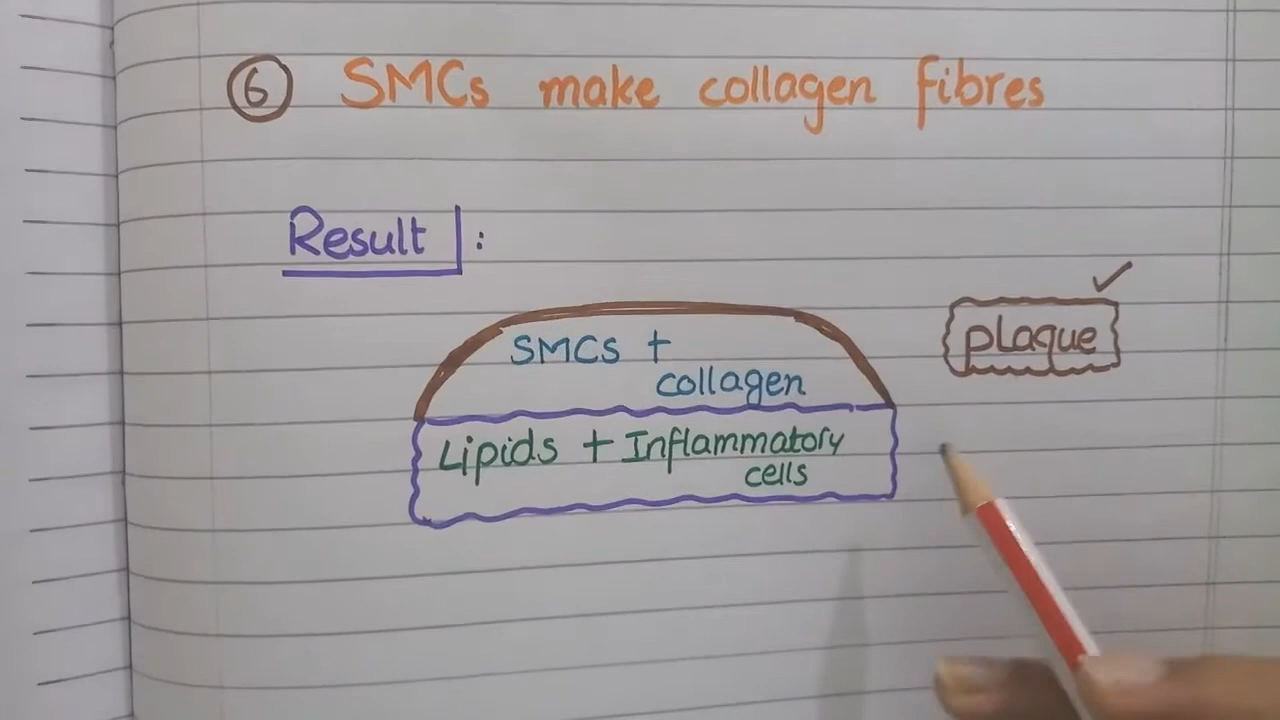 6 SMCs make collagen fibres
Result :
SMCs +
collagen
plaque
Lipids + Inflammatory
cells